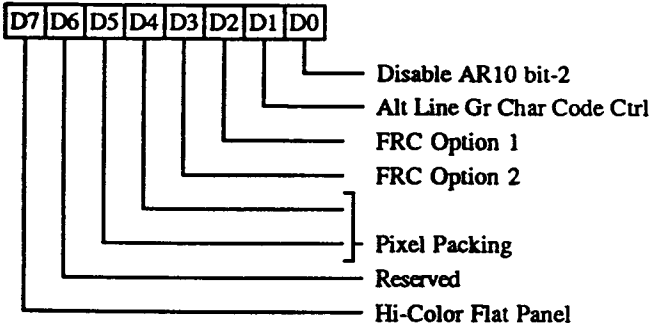 D7 D6 D5 D4 D3 D2 D1 D0
Disable AR10 bit-2
Alt Line Gr Char Code Ctrl
FRC Option 1
FRC Option 2
Pixel Packing
Reserved
Hi-Color Flat Panel